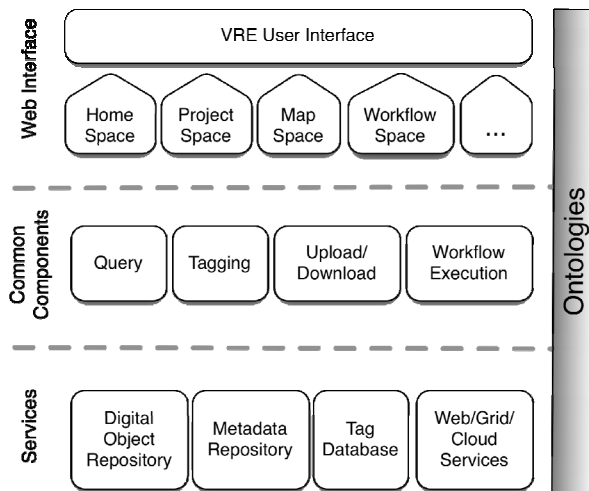 Web Interface
VRE User Interface
Home
Space
Project
Space
Map
Space
Workflow
Space
...
Common
Components
Query
Tagging
Upload/
Download
Workflow
Execution
Services
Digital
Object
Repository
Metadata
Repository
Tag
Database
Web/Grid/
Cloud
Services
Ontologies